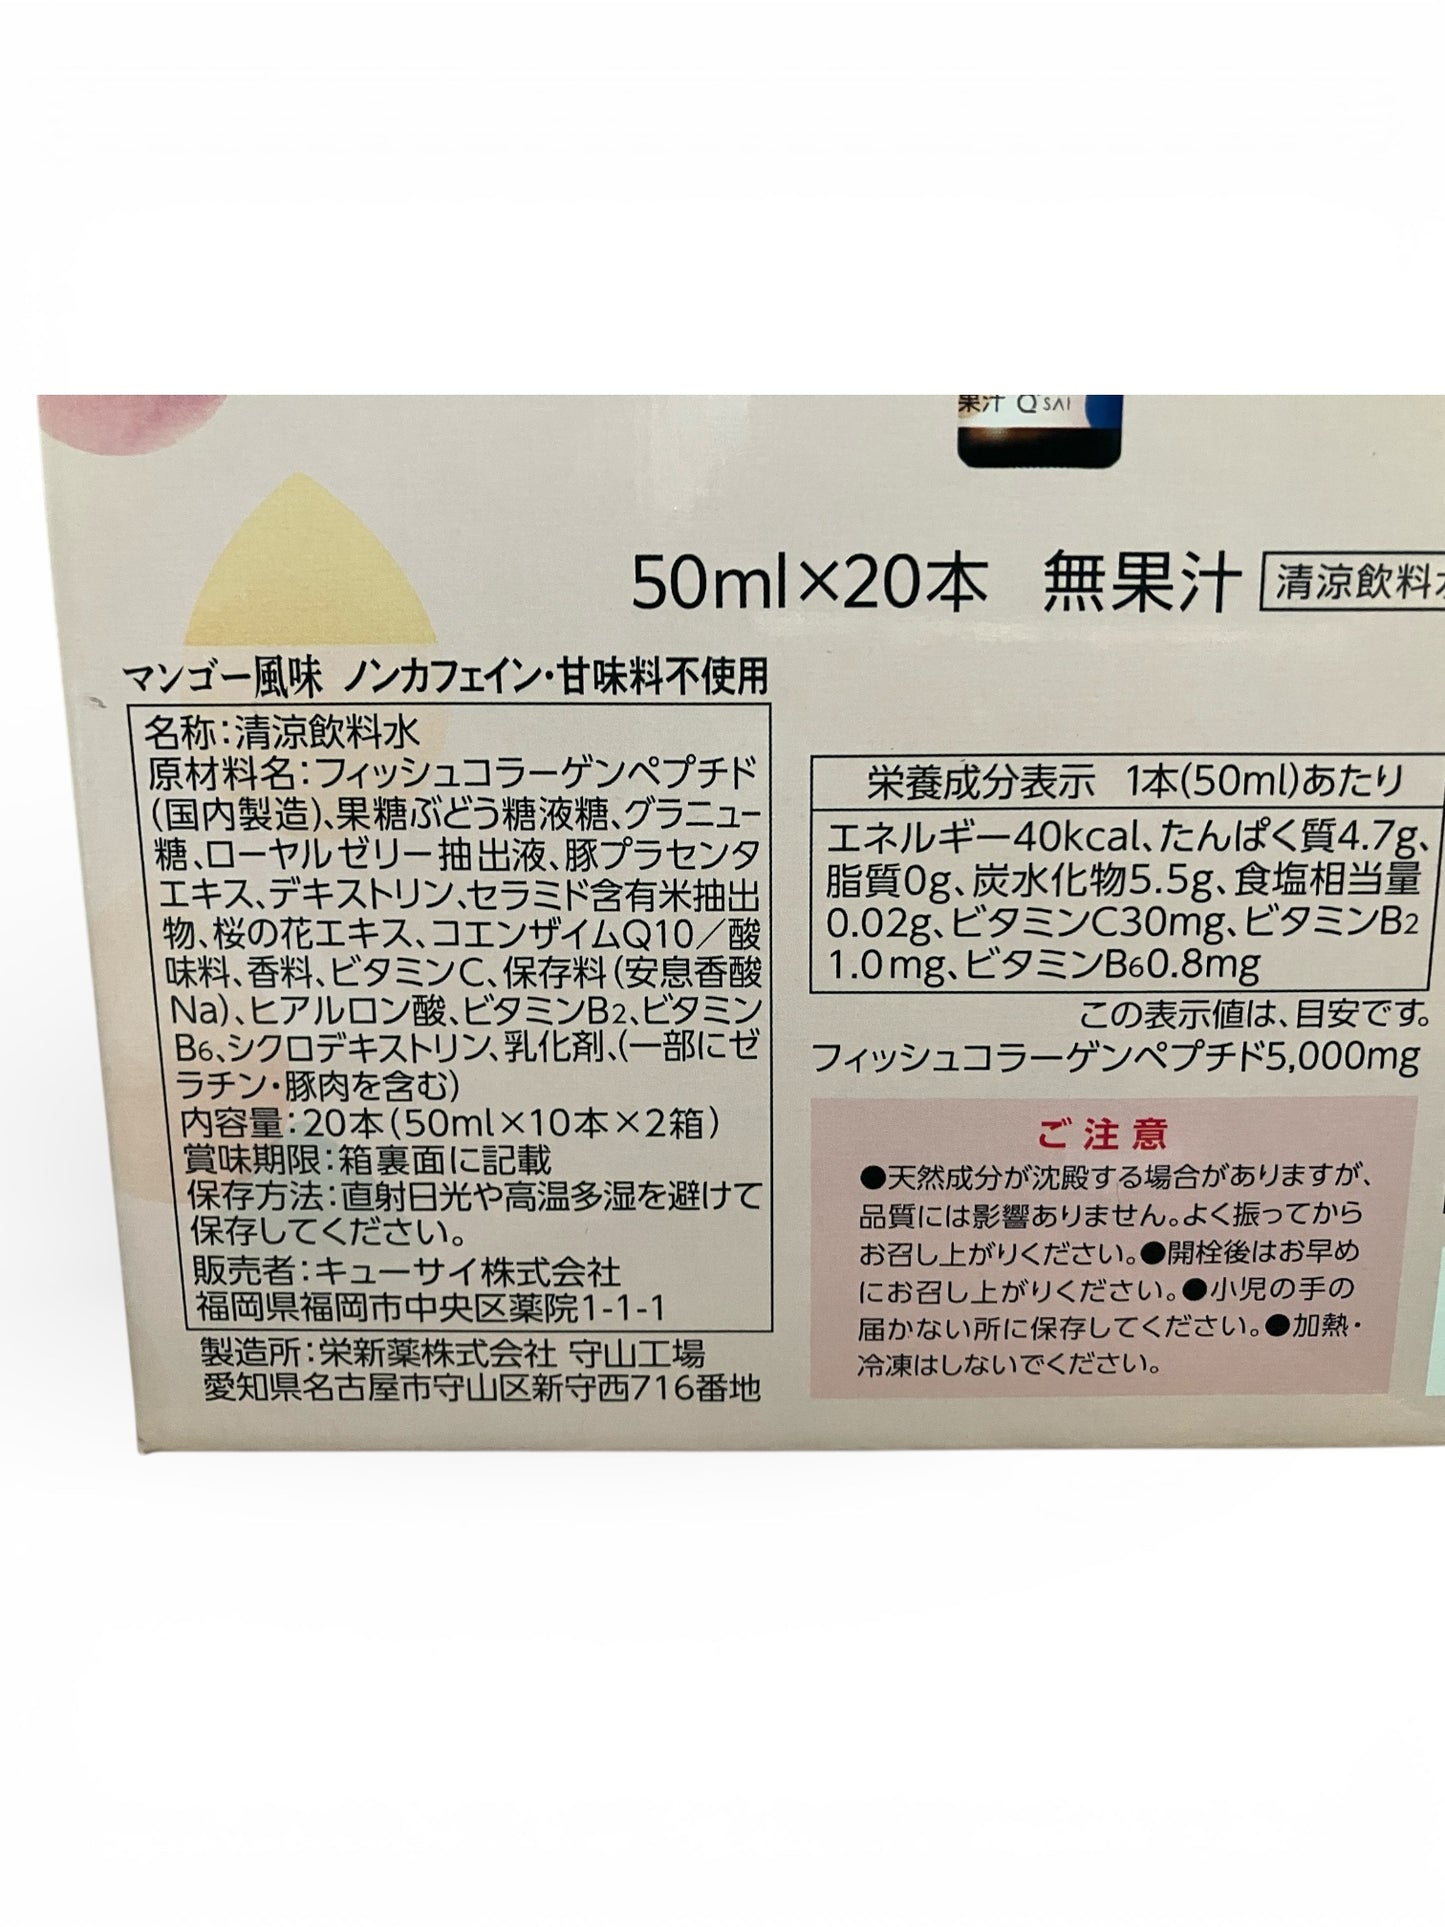 果汁 Q'SAI
50ml×20本 無果汁 清涼飲料
マンゴー風味 ノンカフェイン・甘味料不使用
名称：清涼飲料水
原材料名：フィッシュコラーゲンペプチド
(国内製造)、果糖ぶどう糖液糖、グラニュー
糖、ローヤルゼリー抽出液、豚プラセンタ
エキス、デキストリン、セラミド含有米抽出
物、桜の花エキス、コエンザイムQ10／酸
味料、香料、ビタミンC、保存料(安息香酸
Na)、ヒアルロン酸、ビタミンB2、ビタミン
B6、シクロデキストリン、乳化剤、(一部にゼ
ラチン・豚肉を含む)
内容量：20本(50ml×10本×2箱)
賞味期限：箱裏面に記載
保存方法：直射日光や高温多湿を避けて
保存してください。
販売者：キューサイ株式会社
福岡県福岡市中央区薬院1-1-1
製造所：栄新薬株式会社 守山工場
愛知県名古屋市守山区新守西716番地
栄養成分表示 1本(50ml)あたり
エネルギー40kcal、たんぱく質4.7g、
脂質0g、炭水化物5.5g、食塩相当量
0.02g、ビタミンC30mg、ビタミンB2
1.0mg、ビタミンB60.8mg
この表示値は、目安です。
フィッシュコラーゲンペプチド5,000mg
ご注意
●天然成分が沈殿する場合がありますが、
品質には影響ありません。よく振ってから
お召し上がりください。●開栓後はお早め
にお召し上がりください。●小児の手の
届かない所に保存してください。●加熱・
冷凍はしないでください。